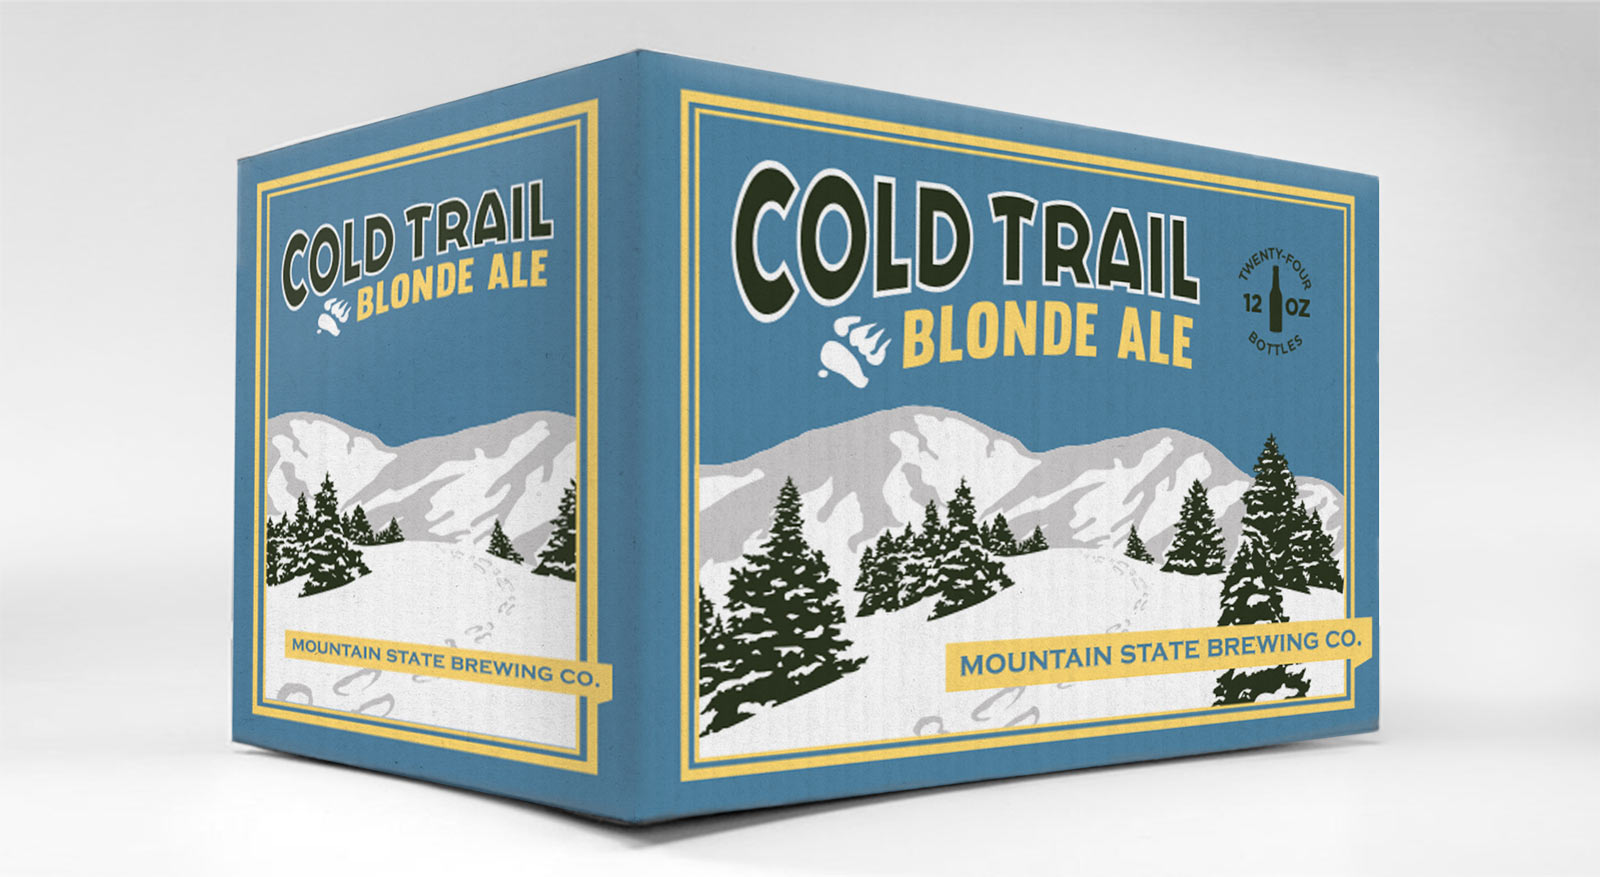 COLD TRAIL
BLONDE ALE
MOUNTAIN STATE BREWING CO.
COLD TRAIL
BLONDE ALE
TWENTY-FOUR
12 OZ
BOTTLES
MOUNTAIN STATE BREWING CO.